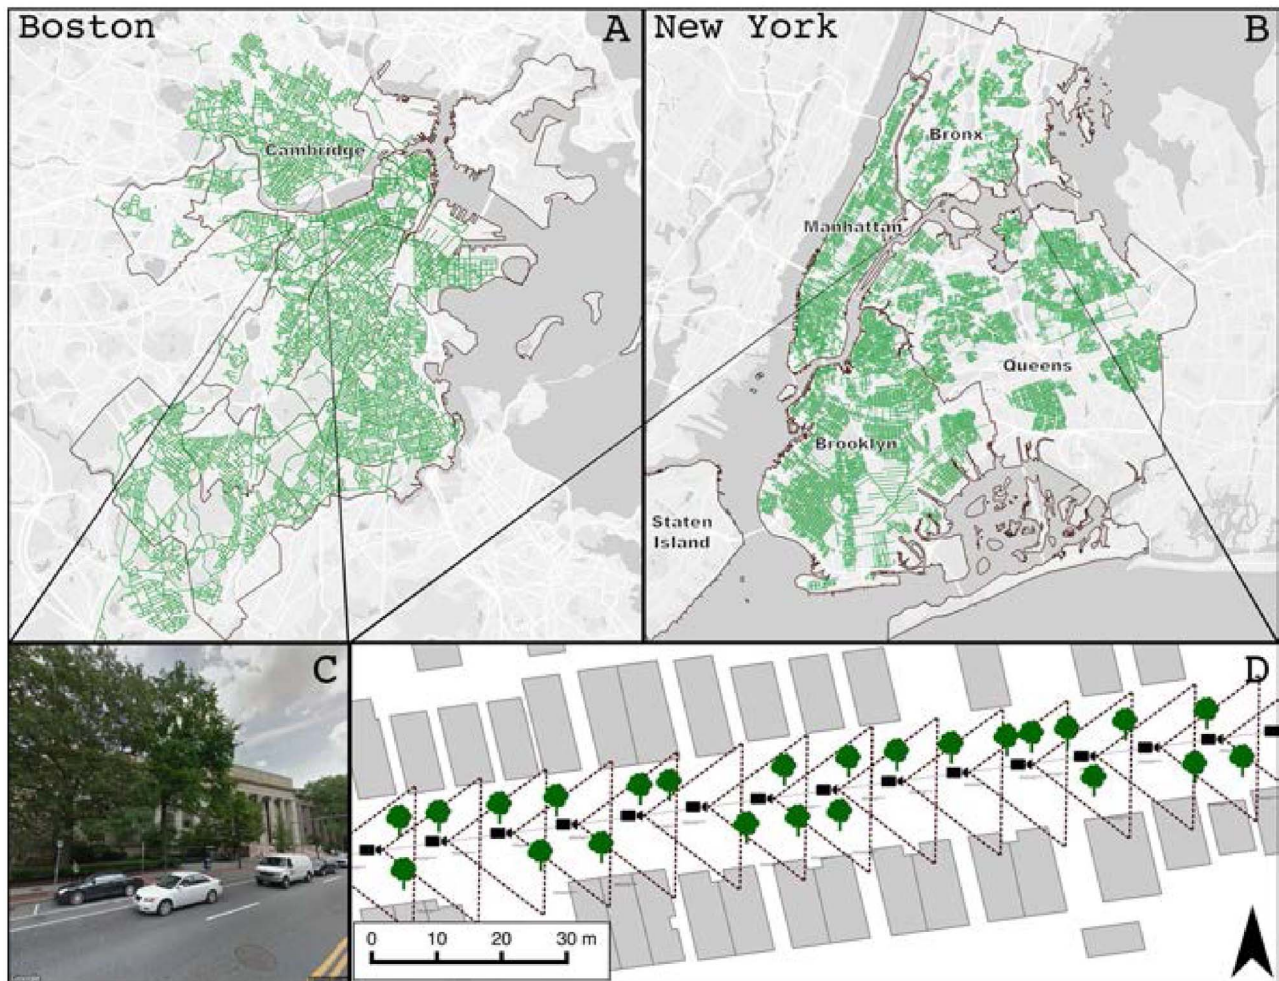 Boston
A
Cambridge
New York
B
Bronx
Manhattan
Queens
Brooklyn
Staten
Island
C
D
0 10 20 30 m